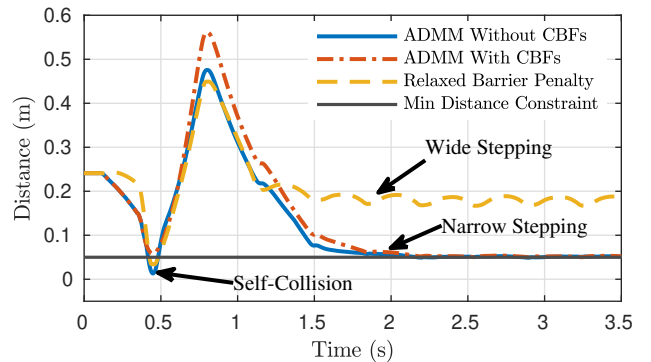 0.6
0.5
0.4
0.3
0.2
0.1
0
Distance (m)
ADMM Without CBFs
ADMM With CBFs
Relaxed Barrier Penalty
Min Distance Constraint
Wide Stepping
Narrow Stepping
Self-Collision
0 0.5 1 1.5 2 2.5 3 3.5
Time (s)